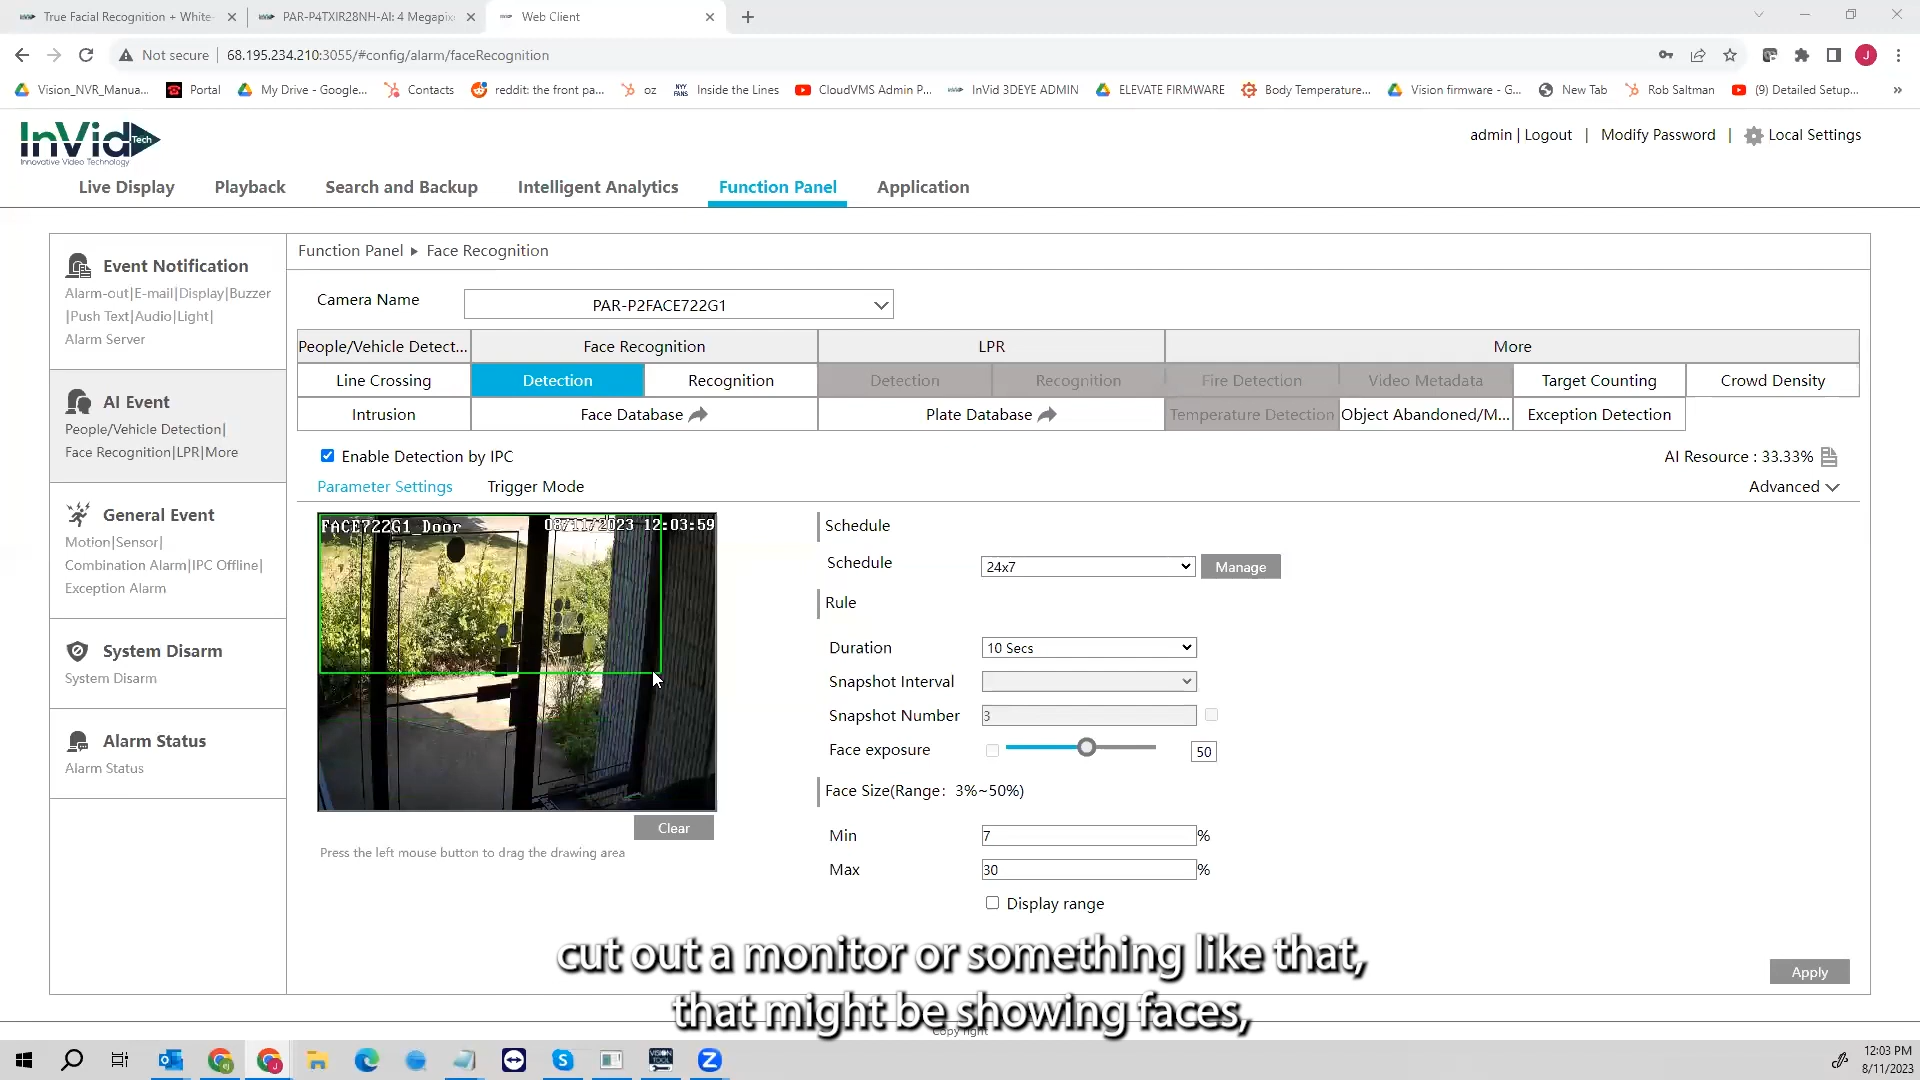 True Facial Recognition + White-
PAR-P4TXIR28NH-AI: 4 Megapix
Web Client
Not secure
68.195.234.210:3055/#config/alarm/faceRecognition
Vision_NVR_Manua...
Portal
My Drive - Google...
Contacts
reddit: the front pa...
oz
Inside the Lines
CloudVMS Admin P...
InVid 3DEYE ADMIN
ELEVATE FIRMWARE
Body Temperature...
Vision firmware - G...
New Tab
Rob Saltman
(9) Detailed Setup...
»
InVid Tech
Innovative Video Technology
admin | Logout | Modify Password | Local Settings
Live Display
Playback
Search and Backup
Intelligent Analytics
Function Panel
Application
Event Notification
Alarm-out|E-mail|Display|Buzzer
|Push Text|Audio|Light|
Alarm Server
AI Event
People/Vehicle Detection|
Face Recognition|LPR|More
General Event
Motion|Sensor|
Combination Alarm|IPC Offline|
Exception Alarm
System Disarm
System Disarm
Alarm Status
Alarm Status
Function Panel ▸ Face Recognition
Camera Name
PAR-P2FACE722G1
People/Vehicle Detect...
Face Recognition
LPR
More
Line Crossing
Detection
Recognition
Detection
Recognition
Fire Detection
Video Metadata
Target Counting
Crowd Density
Intrusion
Face Database
Plate Database
Temperature Detection
Object Abandoned/M...
Exception Detection
Enable Detection by IPC
AI Resource : 33.33%
Parameter Settings
Trigger Mode
Advanced
FACE722G1_Door
08/11/2023 12:03:59
Clear
Press the left mouse button to drag the drawing area
Schedule
Schedule
24x7
Manage
Rule
Duration
10 Secs
Snapshot Interval
Snapshot Number
3
Face exposure
50
Face Size(Range: 3%~50%)
Min
7
%
Max
30
%
Display range
Apply
cut out a monitor or something like that,
that might be showing faces,
Copy right
12:03 PM
8/11/2023